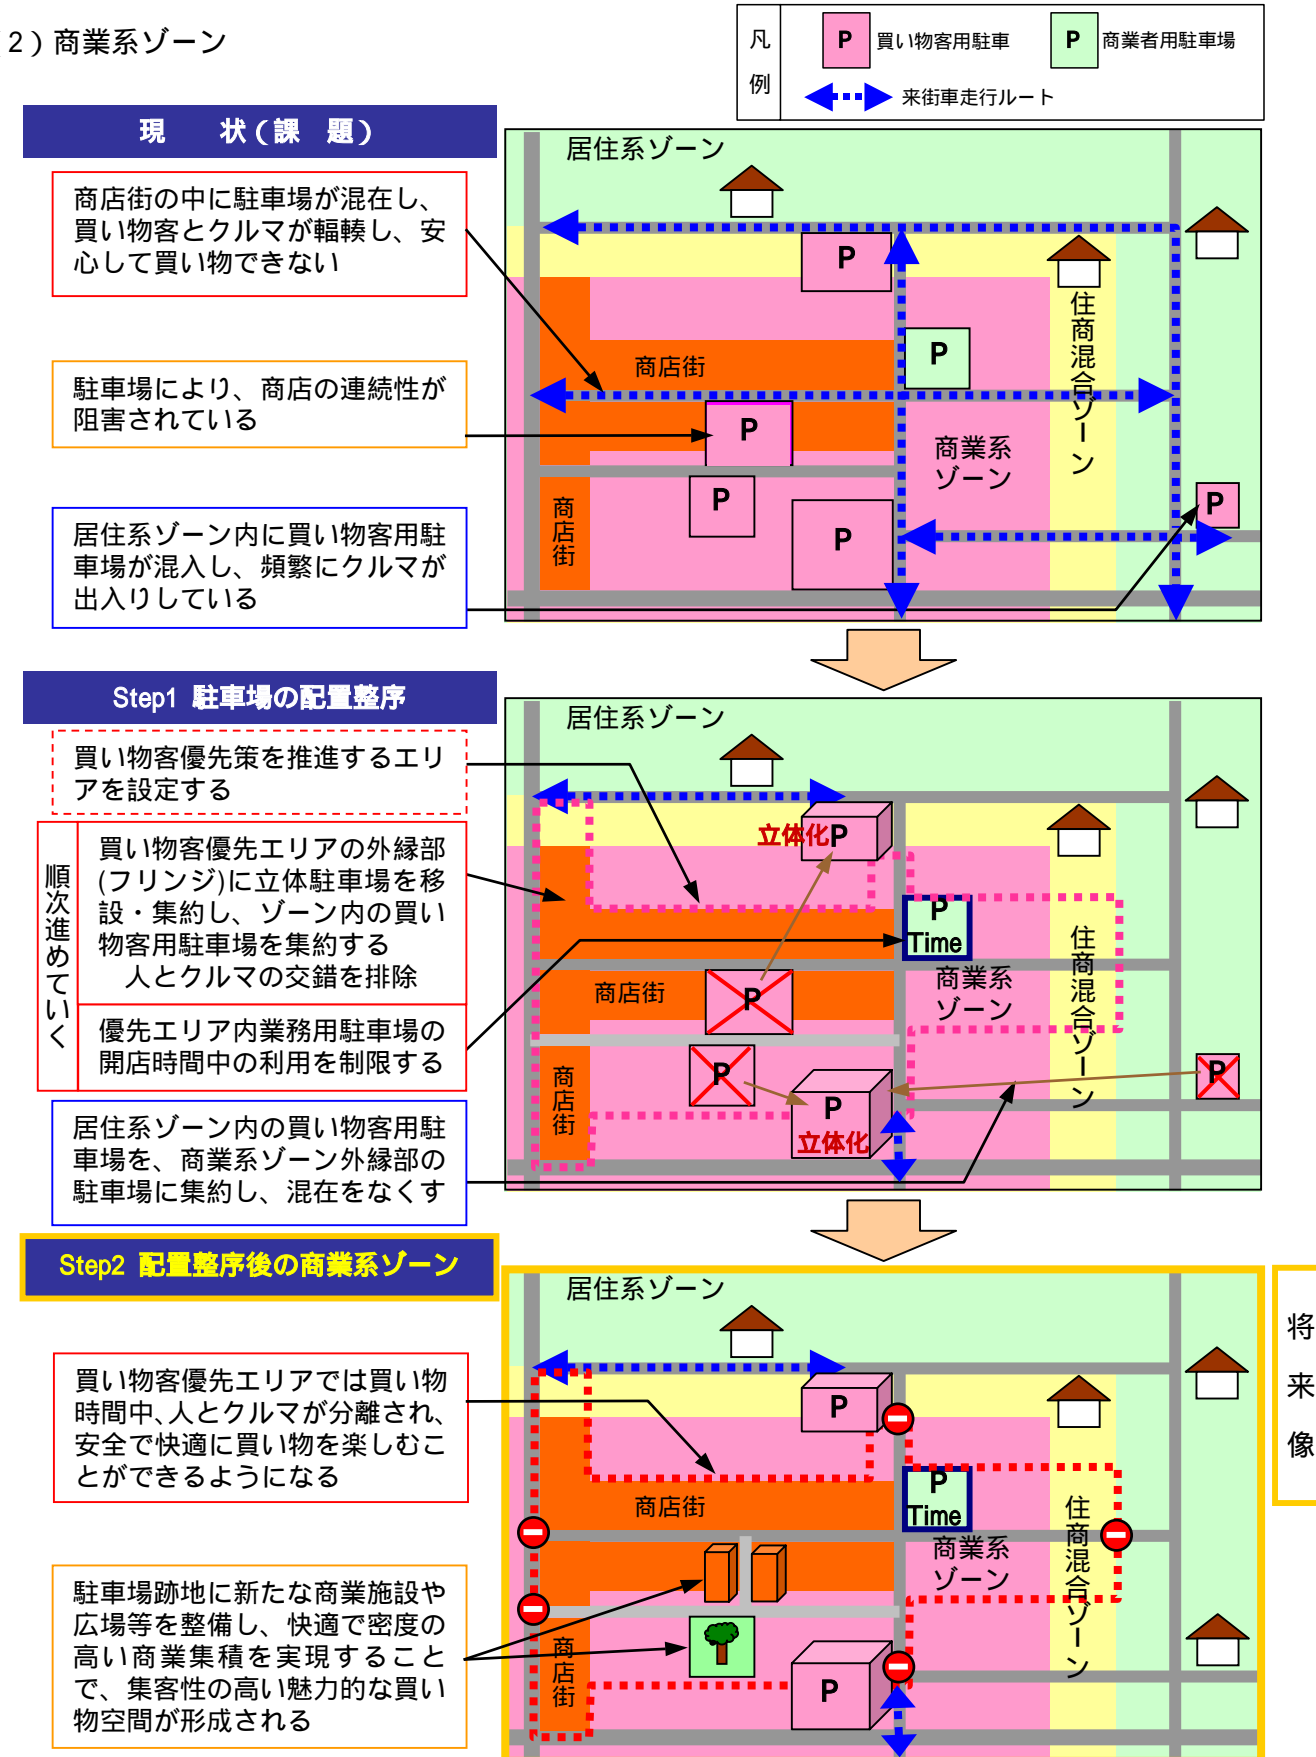 2）商業系ゾーン
凡
例
P 買い物客用駐車
P 商業者用駐車場
来街車走行ルート
現　状（課　題）
商店街の中に駐車場が混在し、
買い物客とクルマが輻輳し、安
心して買い物できない
駐車場により、商店の連続性が
阻害されている
居住系ゾーン内に買い物客用駐
車場が混入し、頻繁にクルマが
出入りしている
居住系ゾーン
P
商店街
P
住商混合ゾーン
P
商業系
ゾーン
P
P
P
商店街
Step1 駐車場の配置整序
買い物客優先策を推進するエリ
アを設定する
順次進めていく
買い物客優先エリアの外縁部
(フリンジ)に立体駐車場を移
設・集約し、ゾーン内の買い
物客用駐車場を集約する
人とクルマの交錯を排除
優先エリア内業務用駐車場の
開店時間中の利用を制限する
居住系ゾーン内の買い物客用駐
車場を、商業系ゾーン外縁部の
駐車場に集約し、混在をなくす
居住系ゾーン
立体化P
P
Time
商店街
P
商業系
ゾーン
住商混合ゾーン
P
P
商店街
P
立体化
Step2 配置整序後の商業系ゾーン
買い物客優先エリアでは買い物
時間中、人とクルマが分離され、
安全で快適に買い物を楽しむこ
とができるようになる
駐車場跡地に新たな商業施設や
広場等を整備し、快適で密度の
高い商業集積を実現すること
で、集客性の高い魅力的な買い
物空間が形成される
居住系ゾーン
P
商店街
P
Time
商業系
ゾーン
住商混合ゾーン
商店街
P
将
来
像